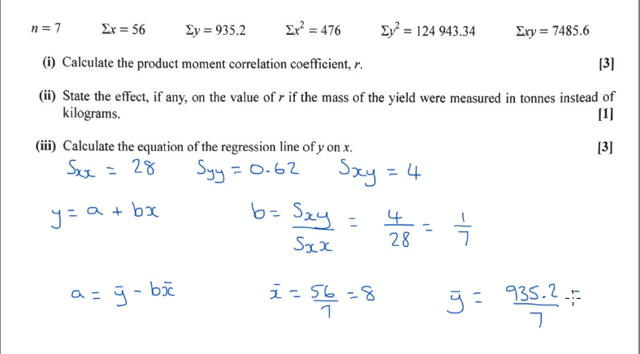 n = 7 Σx = 56 Σy = 935.2 Σx² = 476 Σy² = 124 943.34 Σxy = 7485.6
(i) Calculate the product moment correlation coefficient, r. [3]
(ii) State the effect, if any, on the value of r if the mass of the yield were measured in tonnes instead of
kilograms. [1]
(iii) Calculate the equation of the regression line of y on x. [3]
Sxx = 28 Syy = 0.62 Sxy = 4
y = a + bx b = Sxy/Sxx = 4/28 = 1/7
a = ȳ - bx̄ x̄ = 56/7 = 8 ȳ = 935.2/7 =